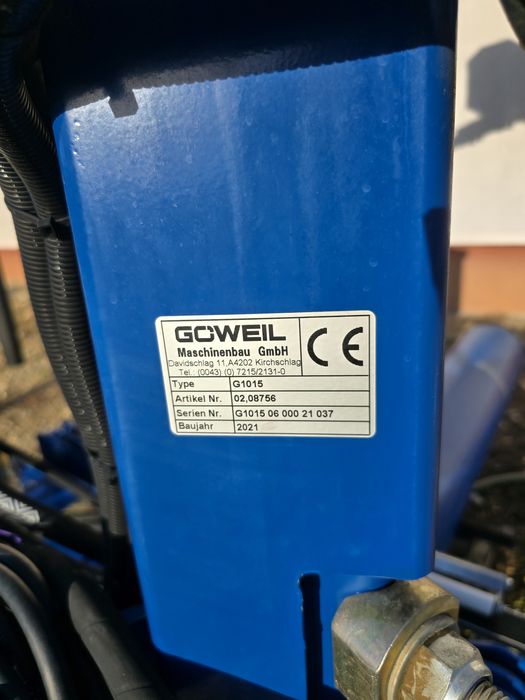 GÖWEIL
Maschinenbau GmbH
Davidschlag 11, A4202 Kirchschlag
Tel.: (0043) (0) 7215/2131-0
CE
Type G1015
Artikel Nr. 02,08756
Serien Nr. G1015 06 000 21 037
Baujahr 2021